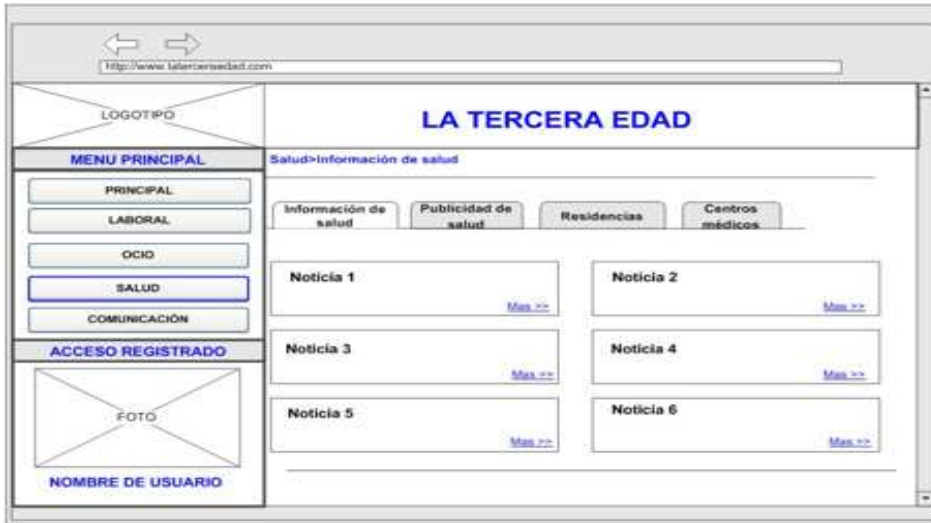 http://www.laterceraedad.com
LOGOTIPO
LA TERCERA EDAD
MENU PRINCIPAL
PRINCIPAL
LABORAL
OCIO
SALUD
COMUNICACIÓN
ACCESO REGISTRADO
FOTO
NOMBRE DE USUARIO
Salud>Información de salud
Información de
salud
Publicidad de
salud
Residencias
Centros
médicos
Noticia 1
Mas >>
Noticia 2
Mas >>
Noticia 3
Mas >>
Noticia 4
Mas >>
Noticia 5
Mas >>
Noticia 6
Mas >>